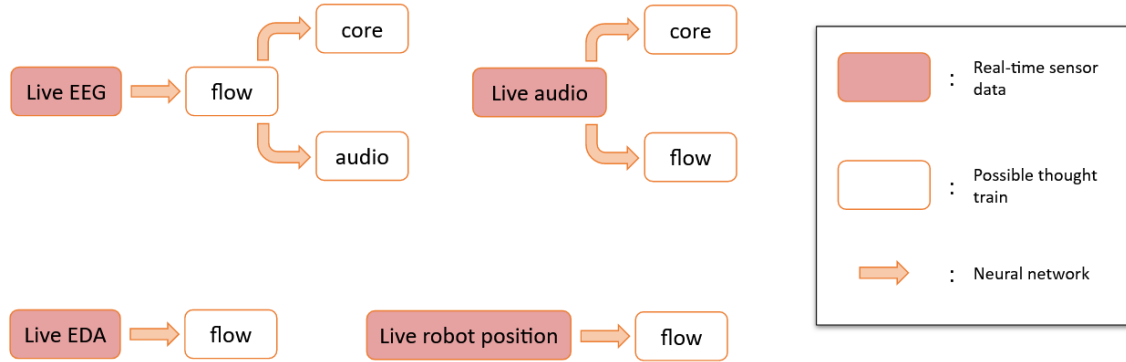 core
Live EEG
flow
audio
core
Live audio
flow
Live EDA
flow
Live robot position
flow
: Real-time sensor
data
: Possible thought
train
: Neural network